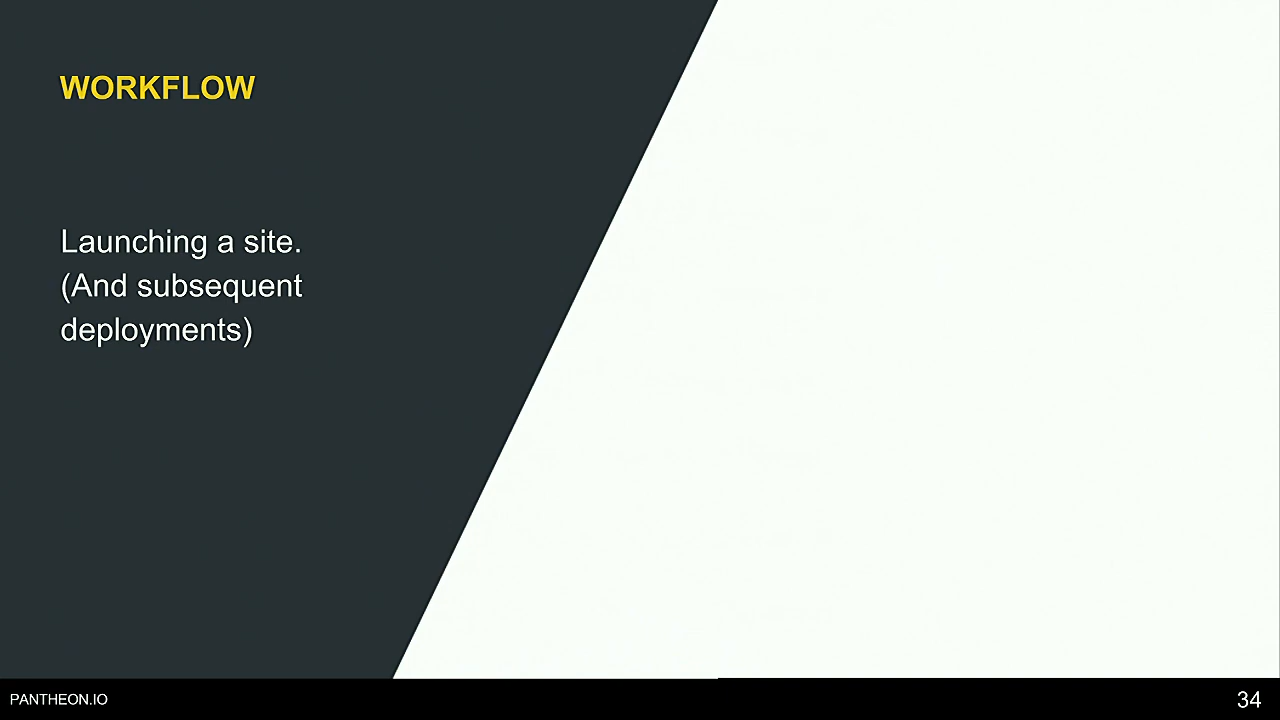 WORKFLOW
Launching a site.
(And subsequent
deployments)
PANTHEON.IO
34